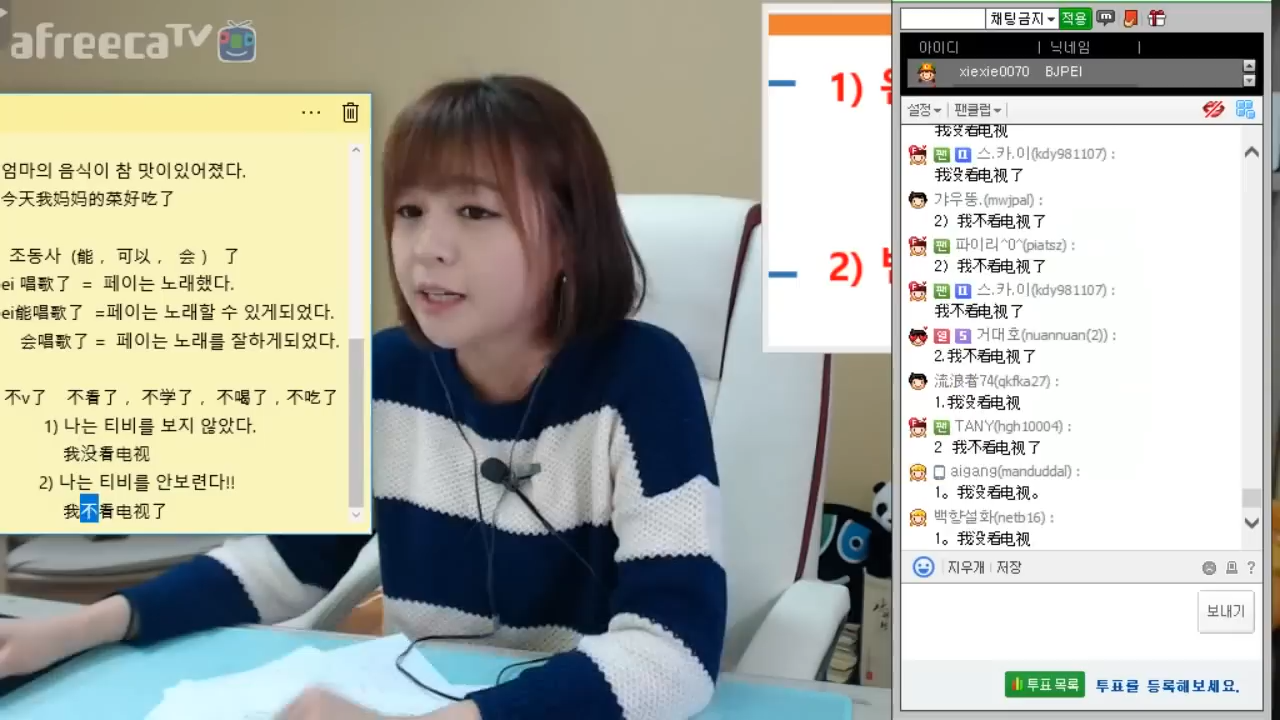 afreecaTV
엄마의 음식이 참 맛이있어졌다.
今天我妈妈的菜好吃了
조동사 (能， 可以， 会） 了
ei 唱歌了 = 페이는 노래했다.
ei能唱歌了 =페이는 노래할 수 있게되었다.
会唱歌了 = 페이는 노래를 잘하게되었다.
不v了 不看了， 不学了， 不喝了，不吃了
1) 나는 티비를 보지 않았다.
我没看电视
2) 나는 티비를 안보련다!!
我不看电视了
1)
2)
채팅금지 적용
아이디 | 닉네임 |
xiexie0070 BJPEI
설정 팬클럽
我没看电视
팬 스.카.이(kdy981107) :
我没看电视了
갸우뚱.(mwjpal) :
2）我不看电视了
팬 파이리^0^(piatsz) :
2）我不看电视了
팬 스.카.이(kdy981107) :
我不看电视了
열 5 거대호(nuannuan(2)) :
2.我不看电视了
流浪者74(qkfka27) :
1.我没看电视
팬 TANY(hgh10004) :
2 我不看电视了
aigang(manduddal) :
1。我没看电视。
백향설화(netb16) :
1。我没看电视
지우개 저장 ?
보내기
투표 목록 투표를 등록해보세요.